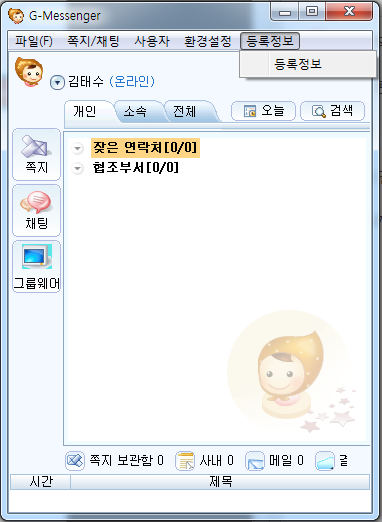 G-Messenger
파일(F) 쪽지/채팅 사용자 환경설정 등록정보
등록정보
김태수 (온라인)
개인 소속 전체 오늘 검색
쪽지
채팅
그룹웨어
잦은 연락처[0/0]
협조부서[0/0]
쪽지 보관함 0 사내 0 메일 0 결
시간 제목